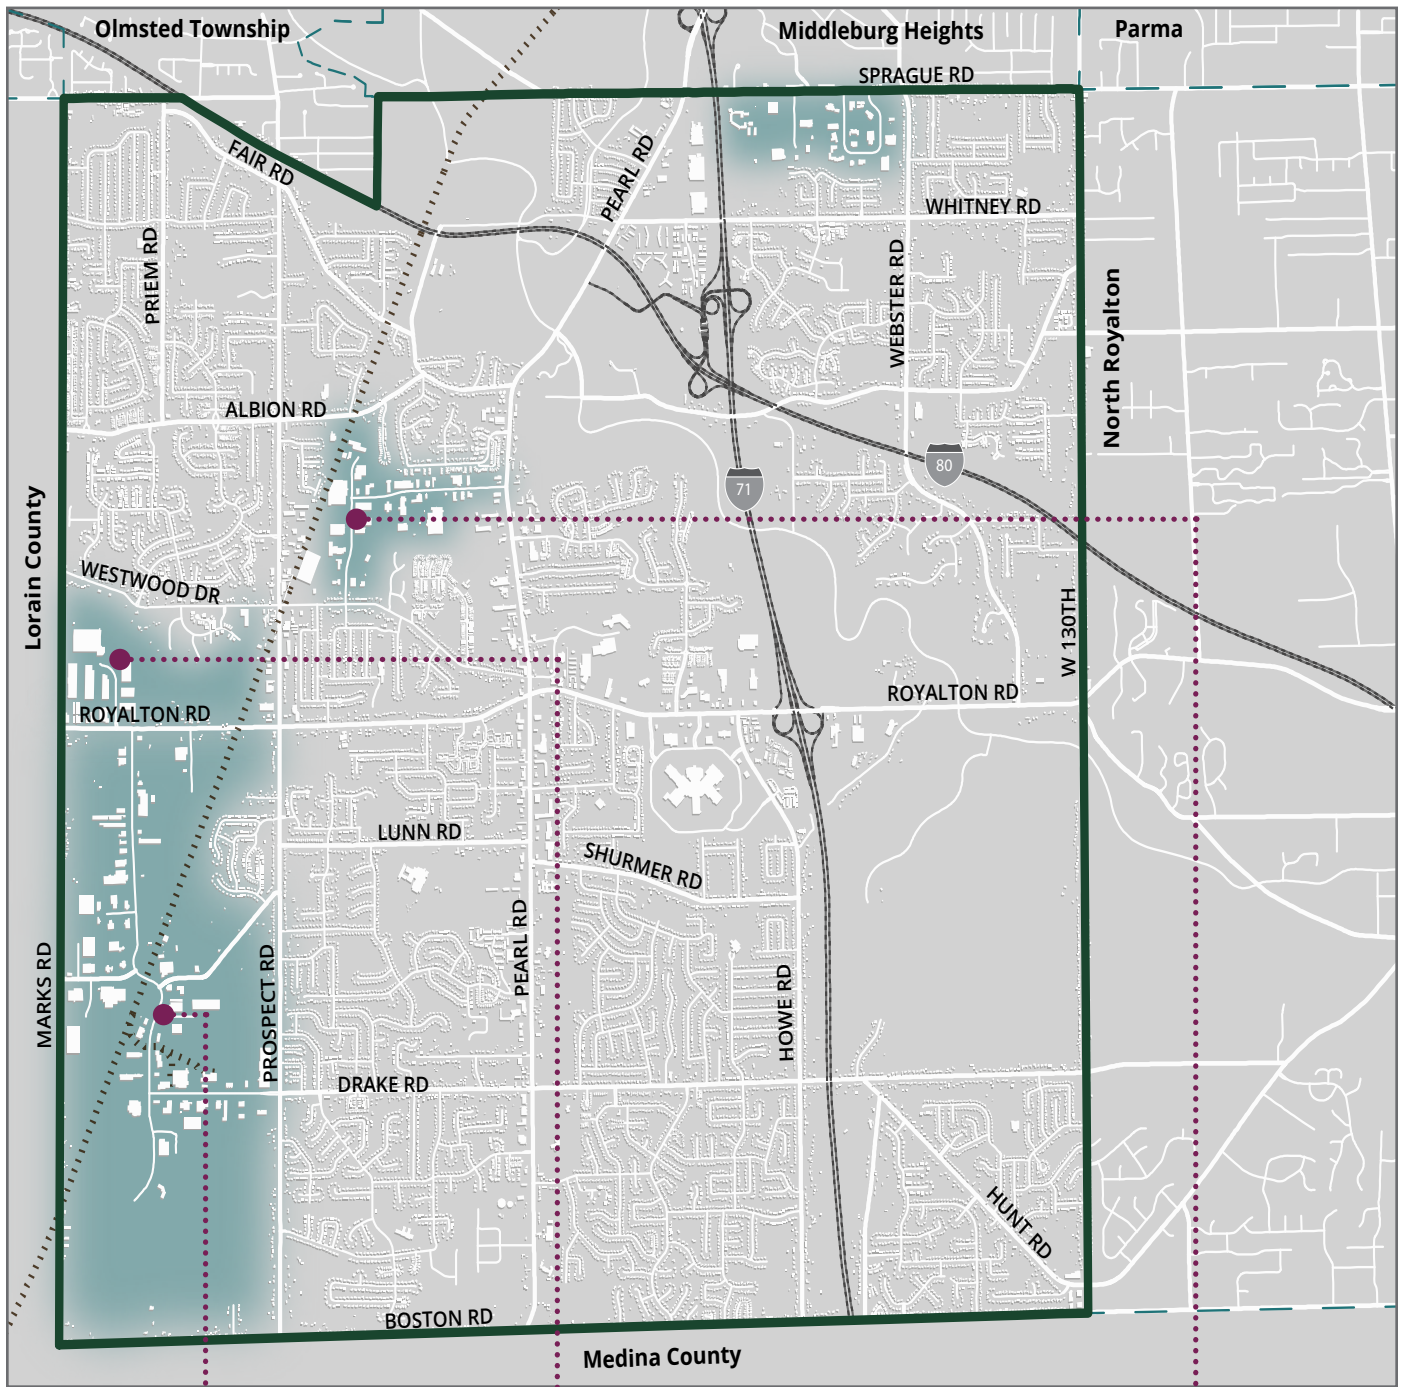 Olmsted Township
Middleburg Heights
Parma
SPRAGUE RD
FAIR RD
PEARL RD
WHITNEY RD
PRIEM RD
WEBSTER RD
North Royalton
ALBION RD
80
71
Lorain County
WESTWOOD DR
W 130TH
ROYALTON RD
ROYALTON RD
LUNN RD
SHURMER RD
PEARL RD
MARKS RD
PROSPECT RD
HOWE RD
DRAKE RD
HUNT RD
BOSTON RD
Medina County